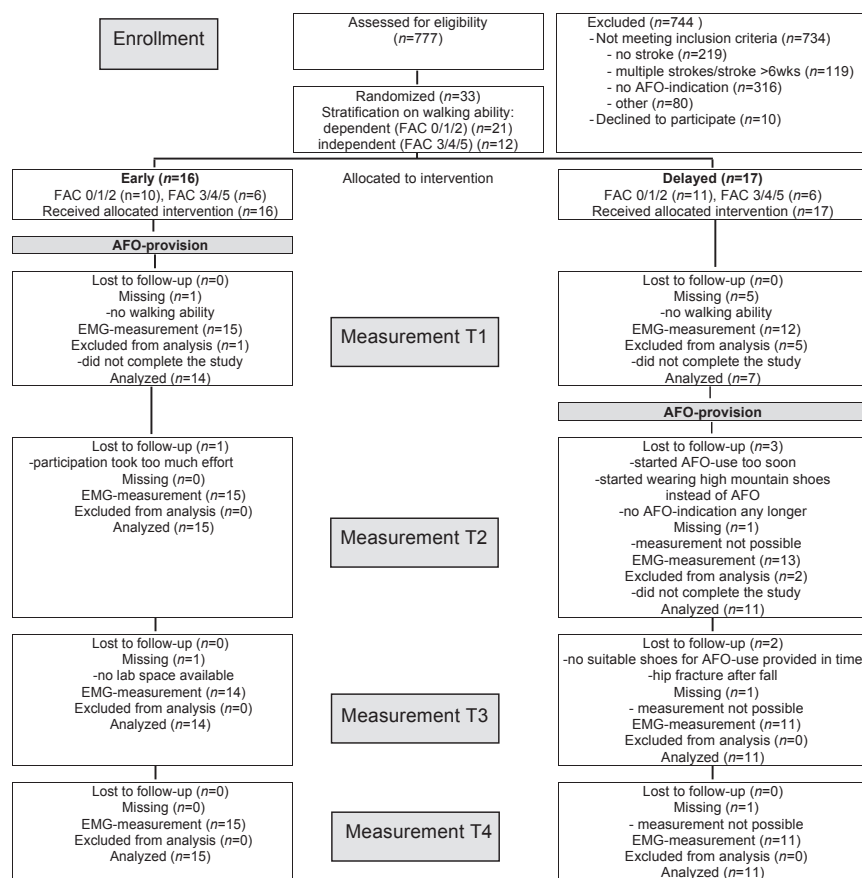 Enrollment
Assessed for eligibility
(n=777)
Excluded (n=744 )
- Not meeting inclusion criteria (n=734)
- no stroke (n=219)
- multiple strokes/stroke >6wks (n=119)
- no AFO-indication (n=316)
- other (n=80)
- Declined to participate (n=10)
Randomized (n=33)
Stratification on walking ability:
dependent (FAC 0/1/2) (n=21)
independent (FAC 3/4/5) (n=12)
Early (n=16)
FAC 0/1/2 (n=10), FAC 3/4/5 (n=6)
Received allocated intervention (n=16)
Allocated to intervention
Delayed (n=17)
FAC 0/1/2 (n=11), FAC 3/4/5 (n=6)
Received allocated intervention (n=17)
AFO-provision
Lost to follow-up (n=0)
Missing (n=1)
-no walking ability
EMG-measurement (n=15)
Excluded from analysis (n=1)
-did not complete the study
Analyzed (n=14)
Measurement T1
Lost to follow-up (n=0)
Missing (n=5)
-no walking ability
EMG-measurement (n=12)
Excluded from analysis (n=5)
-did not complete the study
Analyzed (n=7)
AFO-provision
Lost to follow-up (n=1)
-participation took too much effort
Missing (n=0)
EMG-measurement (n=15)
Excluded from analysis (n=0)
Analyzed (n=15)
Measurement T2
Lost to follow-up (n=3)
-started AFO-use too soon
-started wearing high mountain shoes
instead of AFO
-no AFO-indication any longer
Missing (n=1)
-measurement not possible
EMG-measurement (n=13)
Excluded from analysis (n=2)
-did not complete the study
Analyzed (n=11)
Lost to follow-up (n=0)
Missing (n=1)
-no lab space available
EMG-measurement (n=14)
Excluded from analysis (n=0)
Analyzed (n=14)
Measurement T3
Lost to follow-up (n=2)
-no suitable shoes for AFO-use provided in time
-hip fracture after fall
Missing (n=1)
- measurement not possible
EMG-measurement (n=11)
Excluded from analysis (n=0)
Analyzed (n=11)
Lost to follow-up (n=0)
Missing (n=0)
EMG-measurement (n=15)
Excluded from analysis (n=0)
Analyzed (n=15)
Measurement T4
Lost to follow-up (n=0)
Missing (n=1)
- measurement not possible
EMG-measurement (n=11)
Excluded from analysis (n=0)
Analyzed (n=11)